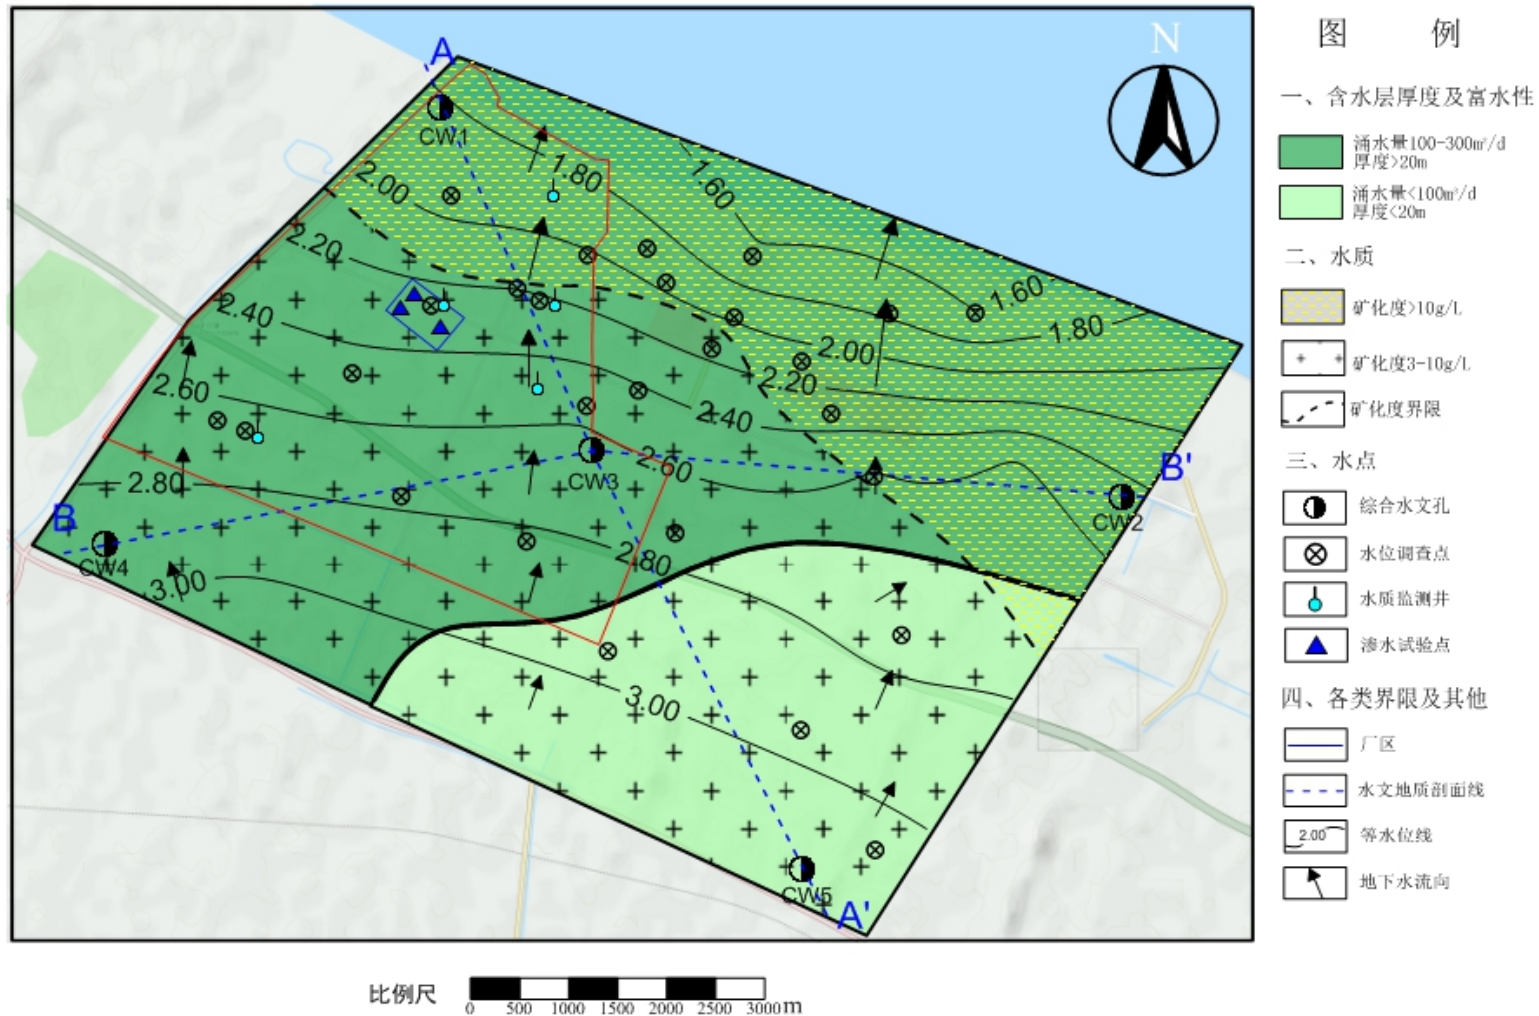 A
N
CW1
1.80
1.60
2.00
2.20
1.60
1.80
2.40
2.00
2.20
2.60
2.40
2.60
B'
2.80
CW3
CW2
B
2.80
CW4
3.00
3.00
CW5
A'
图 例
一、含水层厚度及富水性
涌水量100-300m³/d
厚度>20m
涌水量<100m³/d
厚度<20m
二、水质
矿化度>10g/L
矿化度3-10g/L
矿化度界限
三、水点
综合水文孔
水位调查点
水质监测井
渗水试验点
四、各类界限及其他
厂区
水文地质剖面线
2.00
等水位线
地下水流向
比例尺
0 500 1000 1500 2000 2500 3000 m